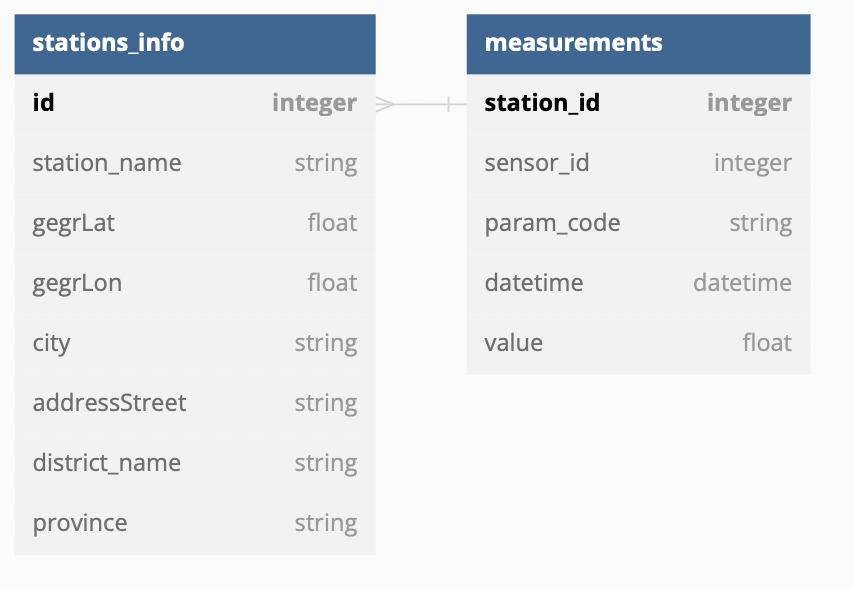 stations_info
id integer
station_name string
gegrLat float
gegrLon float
city string
addressStreet string
district_name string
province string
measurements
station_id integer
sensor_id integer
param_code string
datetime datetime
value float